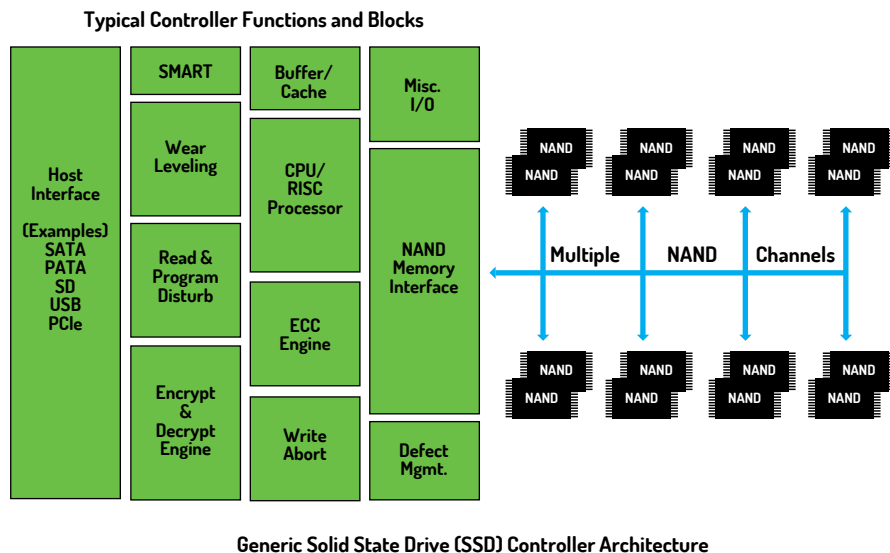 Typical Controller Functions and Blocks
Host
Interface
(Examples)
SATA
PATA
SD
USB
PCIe
SMART
Wear
Leveling
Read &
Program
Disturb
Encrypt
&
Decrypt
Engine
Buffer/
Cache
CPU/
RISC
Processor
ECC
Engine
Write
Abort
Misc.
I/O
NAND
Memory
Interface
Defect
Mgmt.
NAND
NAND
NAND
NAND
NAND
NAND
NAND
NAND
Multiple NAND Channels
NAND
NAND
NAND
NAND
NAND
NAND
NAND
NAND
Generic Solid State Drive (SSD) Controller Architecture